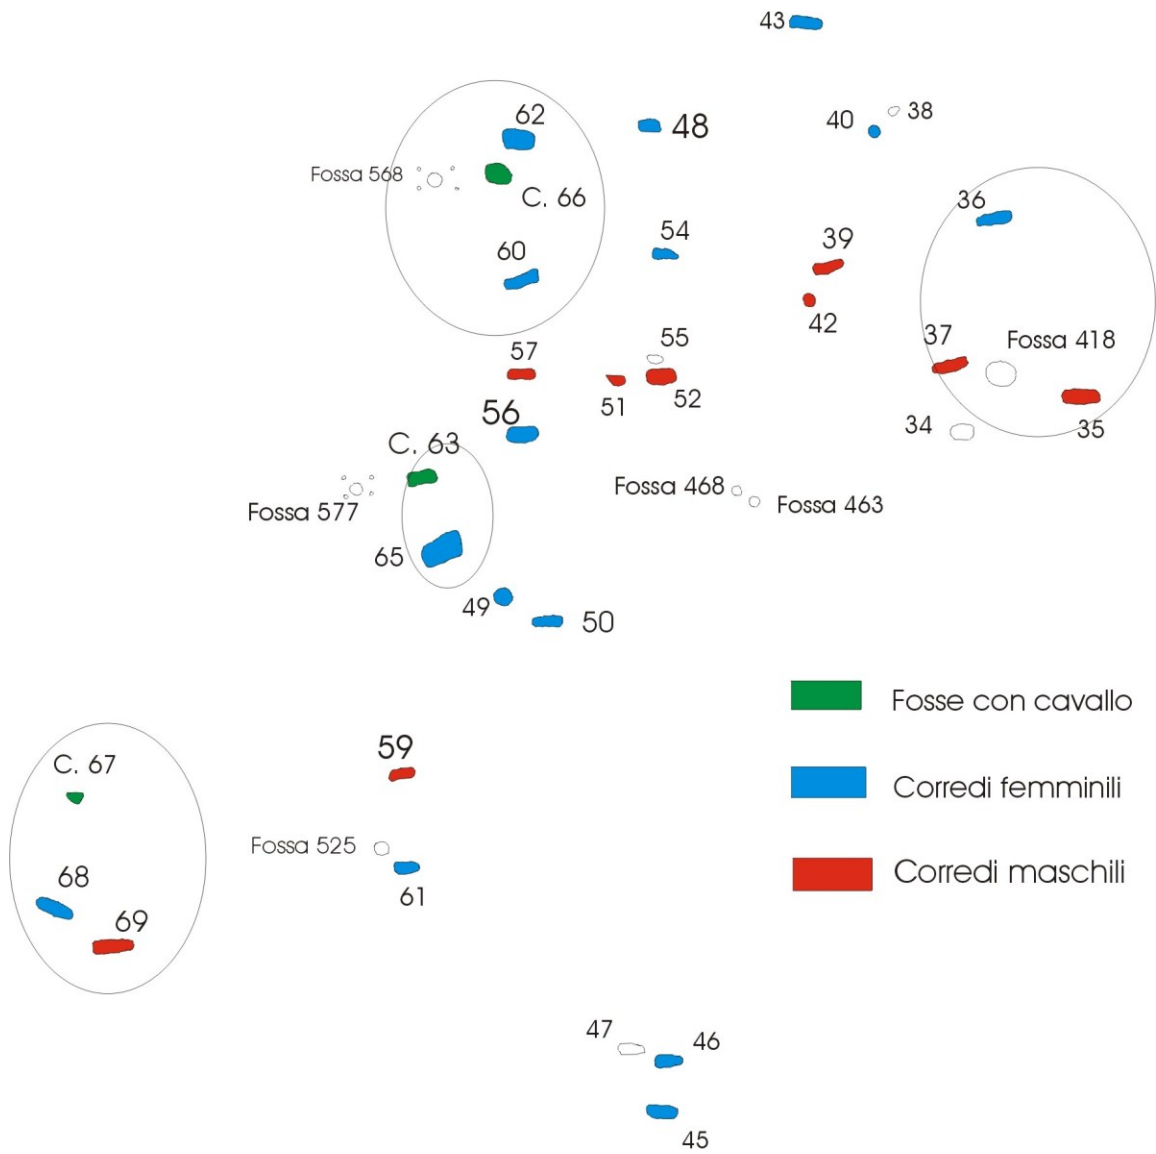 43
62
48
40
38
Fossa 568
C. 66
36
54
39
60
42
37
Fossa 418
57
55
51
52
56
34
35
C. 63
Fossa 468
Fossa 463
Fossa 577
65
49
50
Fosse con cavallo
59
C. 67
Corredi femminili
Fossa 525
61
Corredi maschili
68
69
47
46
45